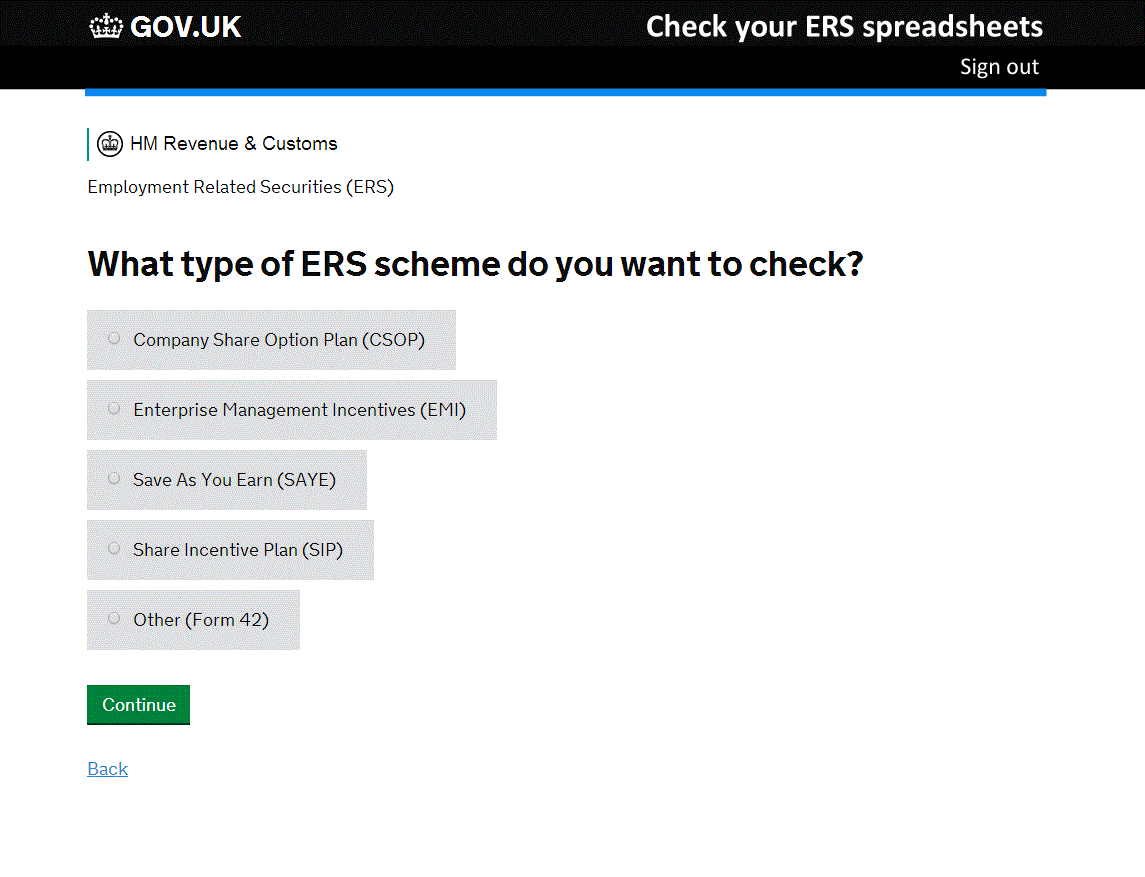 GOV.UK
Check your ERS spreadsheets
Sign out
HM Revenue & Customs
Employment Related Securities (ERS)
What type of ERS scheme do you want to check?
Company Share Option Plan (CSOP)
Enterprise Management Incentives (EMI)
Save As You Earn (SAYE)
Share Incentive Plan (SIP)
Other (Form 42)
Continue
Back